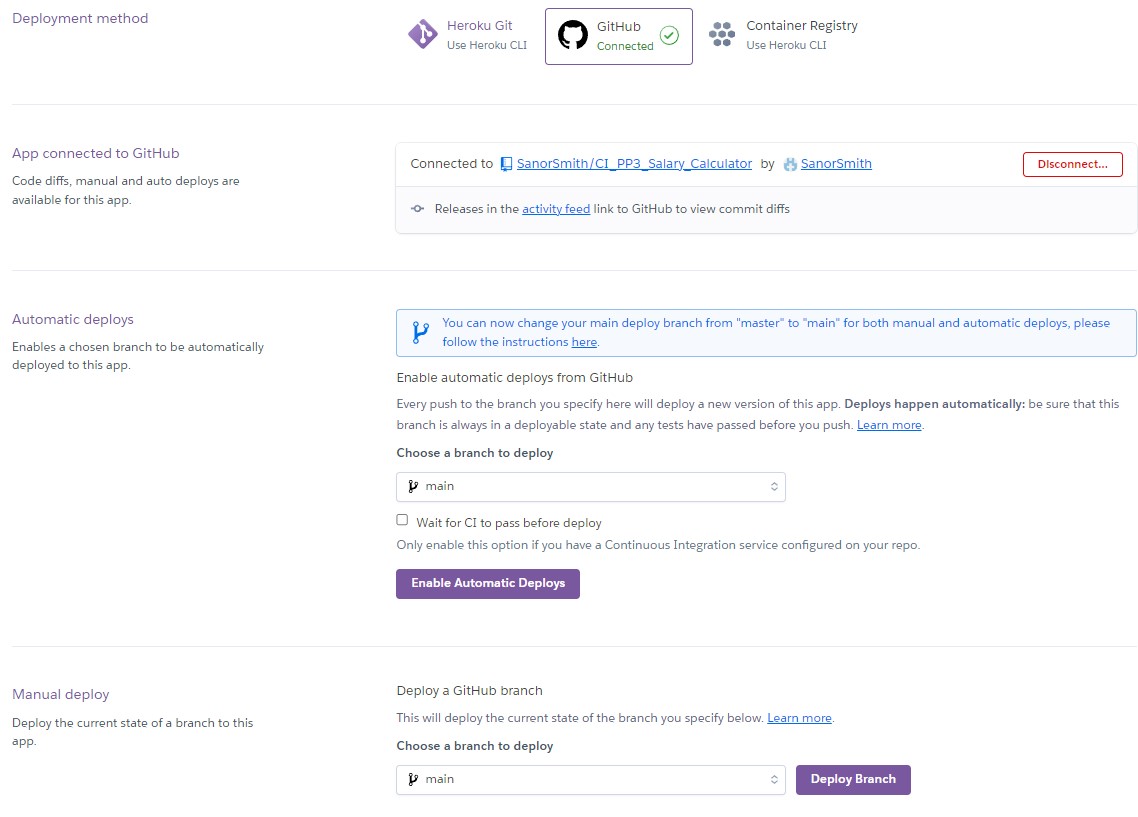 Deployment method
Heroku Git
Use Heroku CLI
GitHub
Connected
Container Registry
Use Heroku CLI
App connected to GitHub
Code diffs, manual and auto deploys are
available for this app.
Connected to SanorSmith/CI_PP3_Salary_Calculator by SanorSmith
Disconnect...
Releases in the activity feed link to GitHub to view commit diffs
Automatic deploys
Enables a chosen branch to be automatically
deployed to this app.
You can now change your main deploy branch from "master" to "main" for both manual and automatic deploys, please
follow the instructions here.
Enable automatic deploys from GitHub
Every push to the branch you specify here will deploy a new version of this app. Deploys happen automatically: be sure that this
branch is always in a deployable state and any tests have passed before you push. Learn more.
Choose a branch to deploy
main
Wait for CI to pass before deploy
Only enable this option if you have a Continuous Integration service configured on your repo.
Enable Automatic Deploys
Manual deploy
Deploy the current state of a branch to this
app.
Deploy a GitHub branch
This will deploy the current state of the branch you specify below. Learn more.
Choose a branch to deploy
main
Deploy Branch